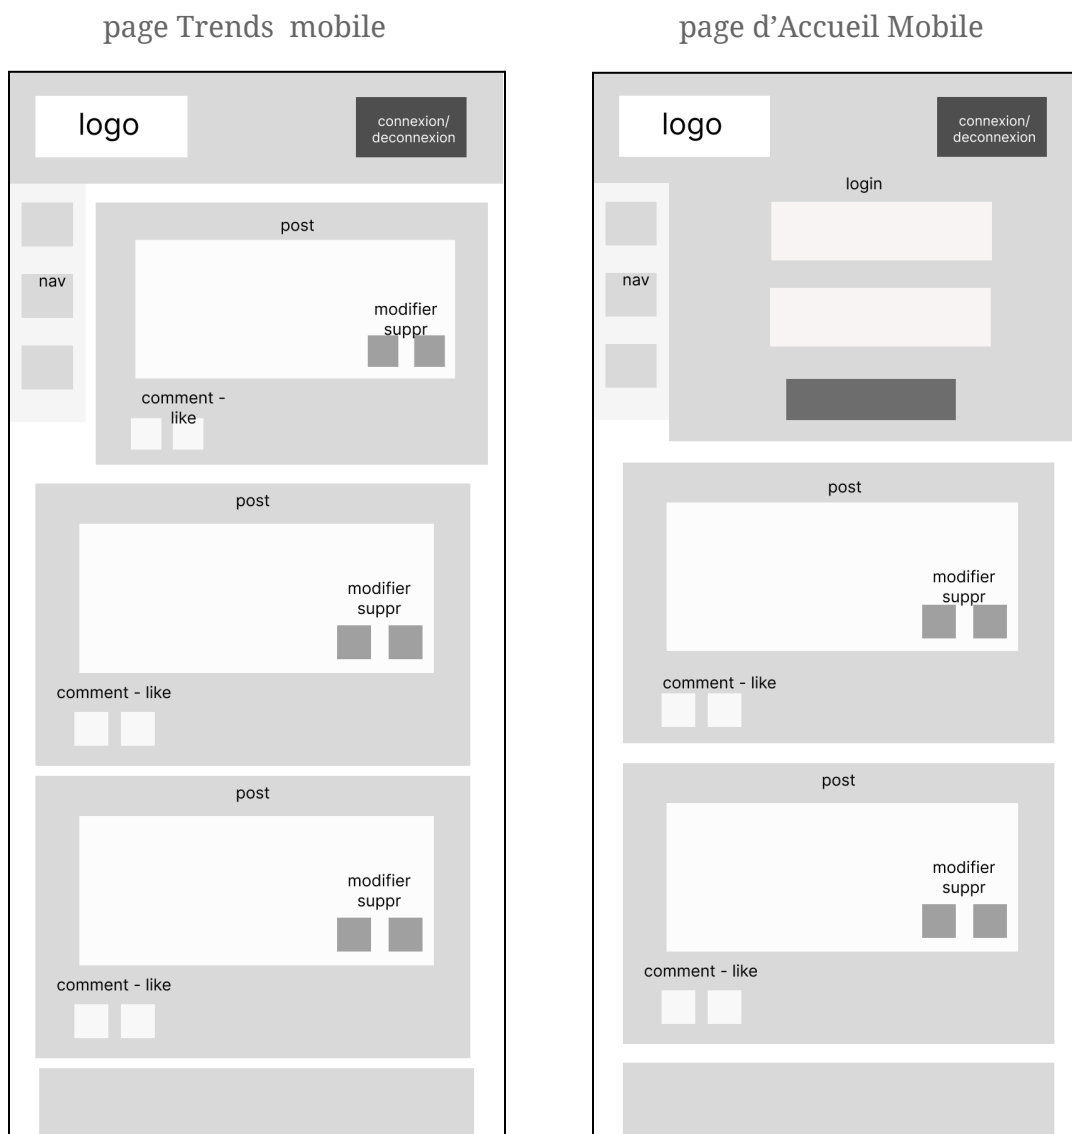 page Trends  mobile
logo
connexion/
deconnexion
nav
post
modifier
suppr
comment -
like
post
modifier
suppr
comment - like
post
modifier
suppr
comment - like
page d’Accueil Mobile
logo
connexion/
deconnexion
login
nav
post
modifier
suppr
comment - like
post
modifier
suppr
comment - like